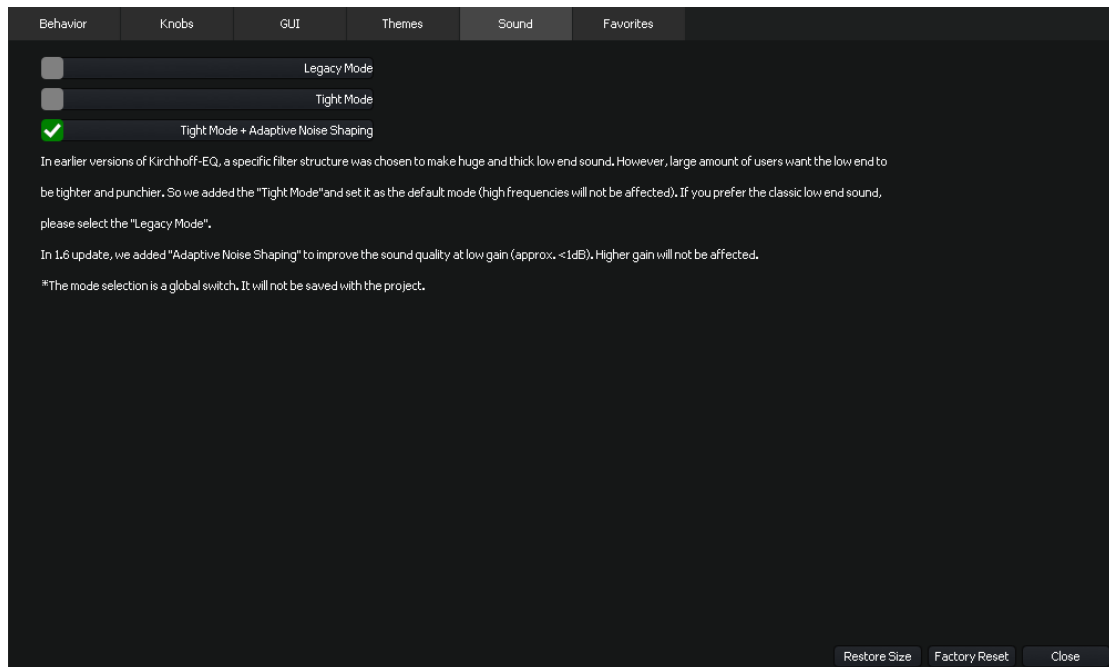 Behavior Knobs GUI Themes Sound Favorites
Legacy Mode
Tight Mode
Tight Mode + Adaptive Noise Shaping
In earlier versions of Kirchhoff-EQ, a specific filter structure was chosen to make huge and thick low end sound. However, large amount of users want the low end to
be tighter and punchier. So we added the "Tight Mode"and set it as the default mode (high frequencies will not be affected). If you prefer the classic low end sound,
please select the "Legacy Mode".
In 1.6 update, we added "Adaptive Noise Shaping" to improve the sound quality at low gain (approx. <1dB). Higher gain will not be affected.
*The mode selection is a global switch. It will not be saved with the project.
Restore Size Factory Reset Close